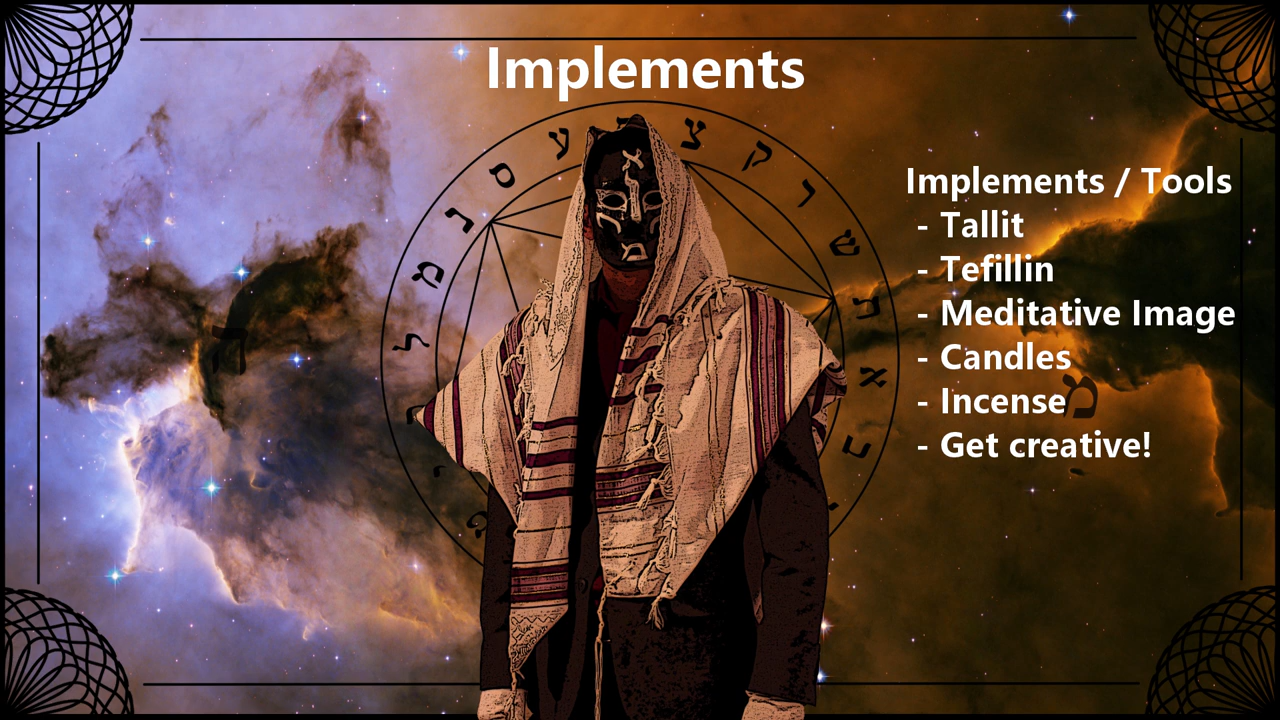 Implements
Implements / Tools
- Tallit
- Tefillin
- Meditative Image
- Candles
- Incense
- Get creative!
צ
ק
ע
ר
ס
ש
נ
מ
ל
א
ה
מ